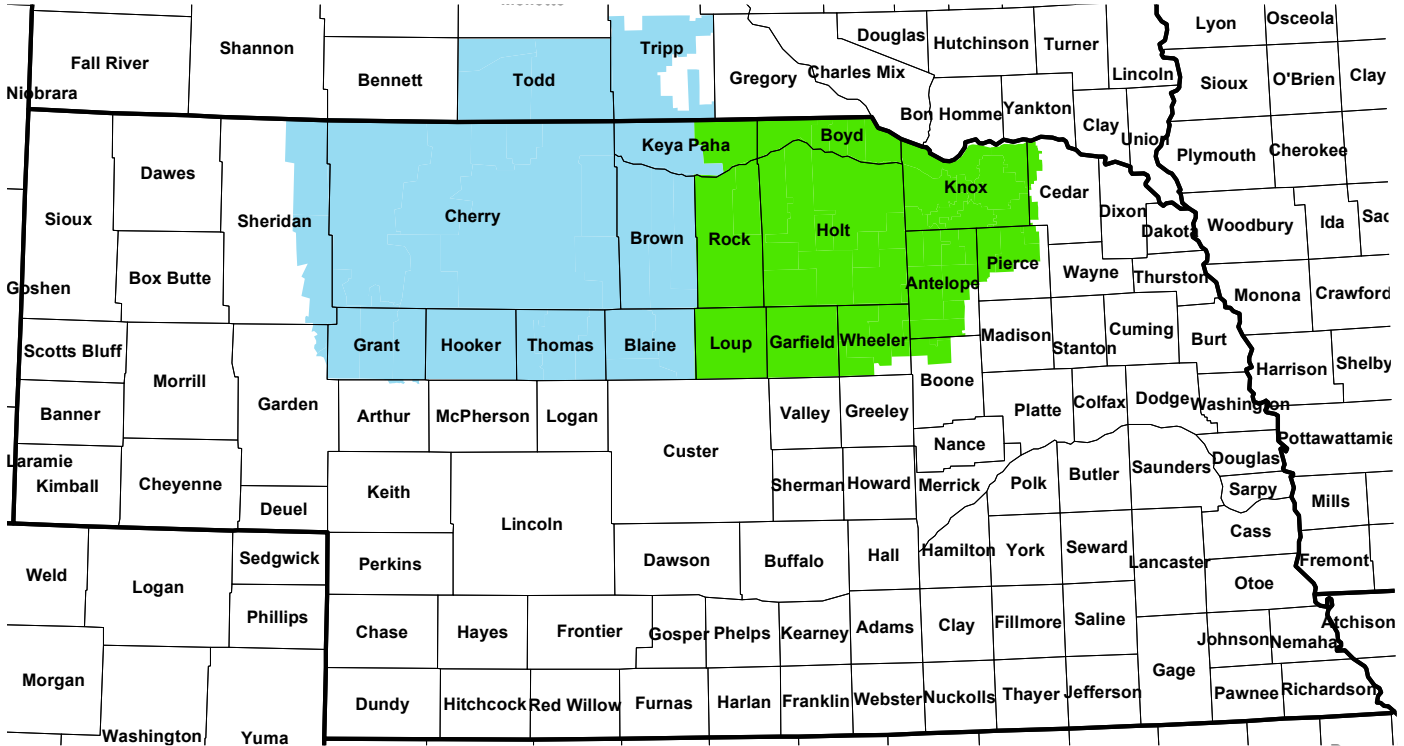 Lyon
Osceola
Douglas
Hutchinson
Turner
Shannon
Tripp
Fall River
Bennett
Todd
Gregory
Charles Mix
Lincoln
Sioux
O'Brien
Clay
Niobrara
Bon Homme
Yankton
Clay
Union
Keya Paha
Boyd
Plymouth
Cherokee
Dawes
Knox
Cedar
Sioux
Sheridan
Cherry
Brown
Rock
Holt
Dixon
Dakota
Woodbury
Ida
Sac
Box Butte
Antelope
Pierce
Wayne
Thurston
Goshen
Monona
Crawford
Scotts Bluff
Grant
Hooker
Thomas
Blaine
Loup
Garfield
Wheeler
Madison
Stanton
Cuming
Burt
Harrison
Shelby
Morrill
Boone
Banner
Garden
Arthur
McPherson
Logan
Valley
Greeley
Platte
Colfax
Dodge
Washington
Custer
Nance
Pottawattamie
Laramie
Kimball
Cheyenne
Keith
Sherman
Howard
Merrick
Polk
Butler
Saunders
Douglas
Sarpy
Mills
Deuel
Lincoln
Cass
Sedgwick
Perkins
Dawson
Buffalo
Hall
Hamilton
York
Seward
Lancaster
Fremont
Weld
Logan
Otoe
Phillips
Chase
Hayes
Frontier
Gosper
Phelps
Kearney
Adams
Clay
Fillmore
Saline
Johnson
Nemaha
Atchison
Morgan
Gage
Dundy
Hitchcock
Red Willow
Furnas
Harlan
Franklin
Webster
Nuckolls
Thayer
Jefferson
Pawnee
Richardson
Washington
Yuma